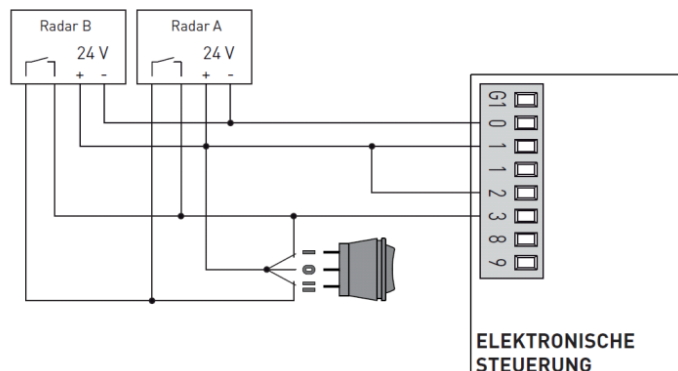 Radar B
Radar A
24 V
24 V
+
-
+
-
G1
0
1
1
2
3
8
9
I
0
II
ELEKTRONISCHE
STEUERUNG